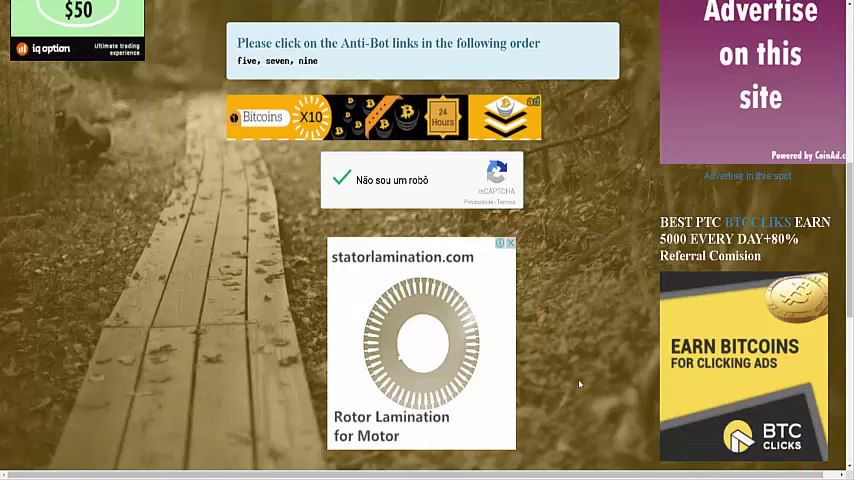 $50
iq option
Ultimate trading
experience
Please click on the Anti-Bot links in the following order
five, seven, nine
Bitcoins
X10
24
Hours
ad
Não sou um robô
reCAPTCHA
Privacidade - Termos
statorlamination.com
Rotor Lamination
for Motor
Advertise
on this
site
Powered by CoinAd.c
Advertise in this spot
BEST PTC BTCCLIKS EARN
5000 EVERY DAY+80%
Referral Comision
EARN BITCOINS
FOR CLICKING ADS
BTC
CLICKS